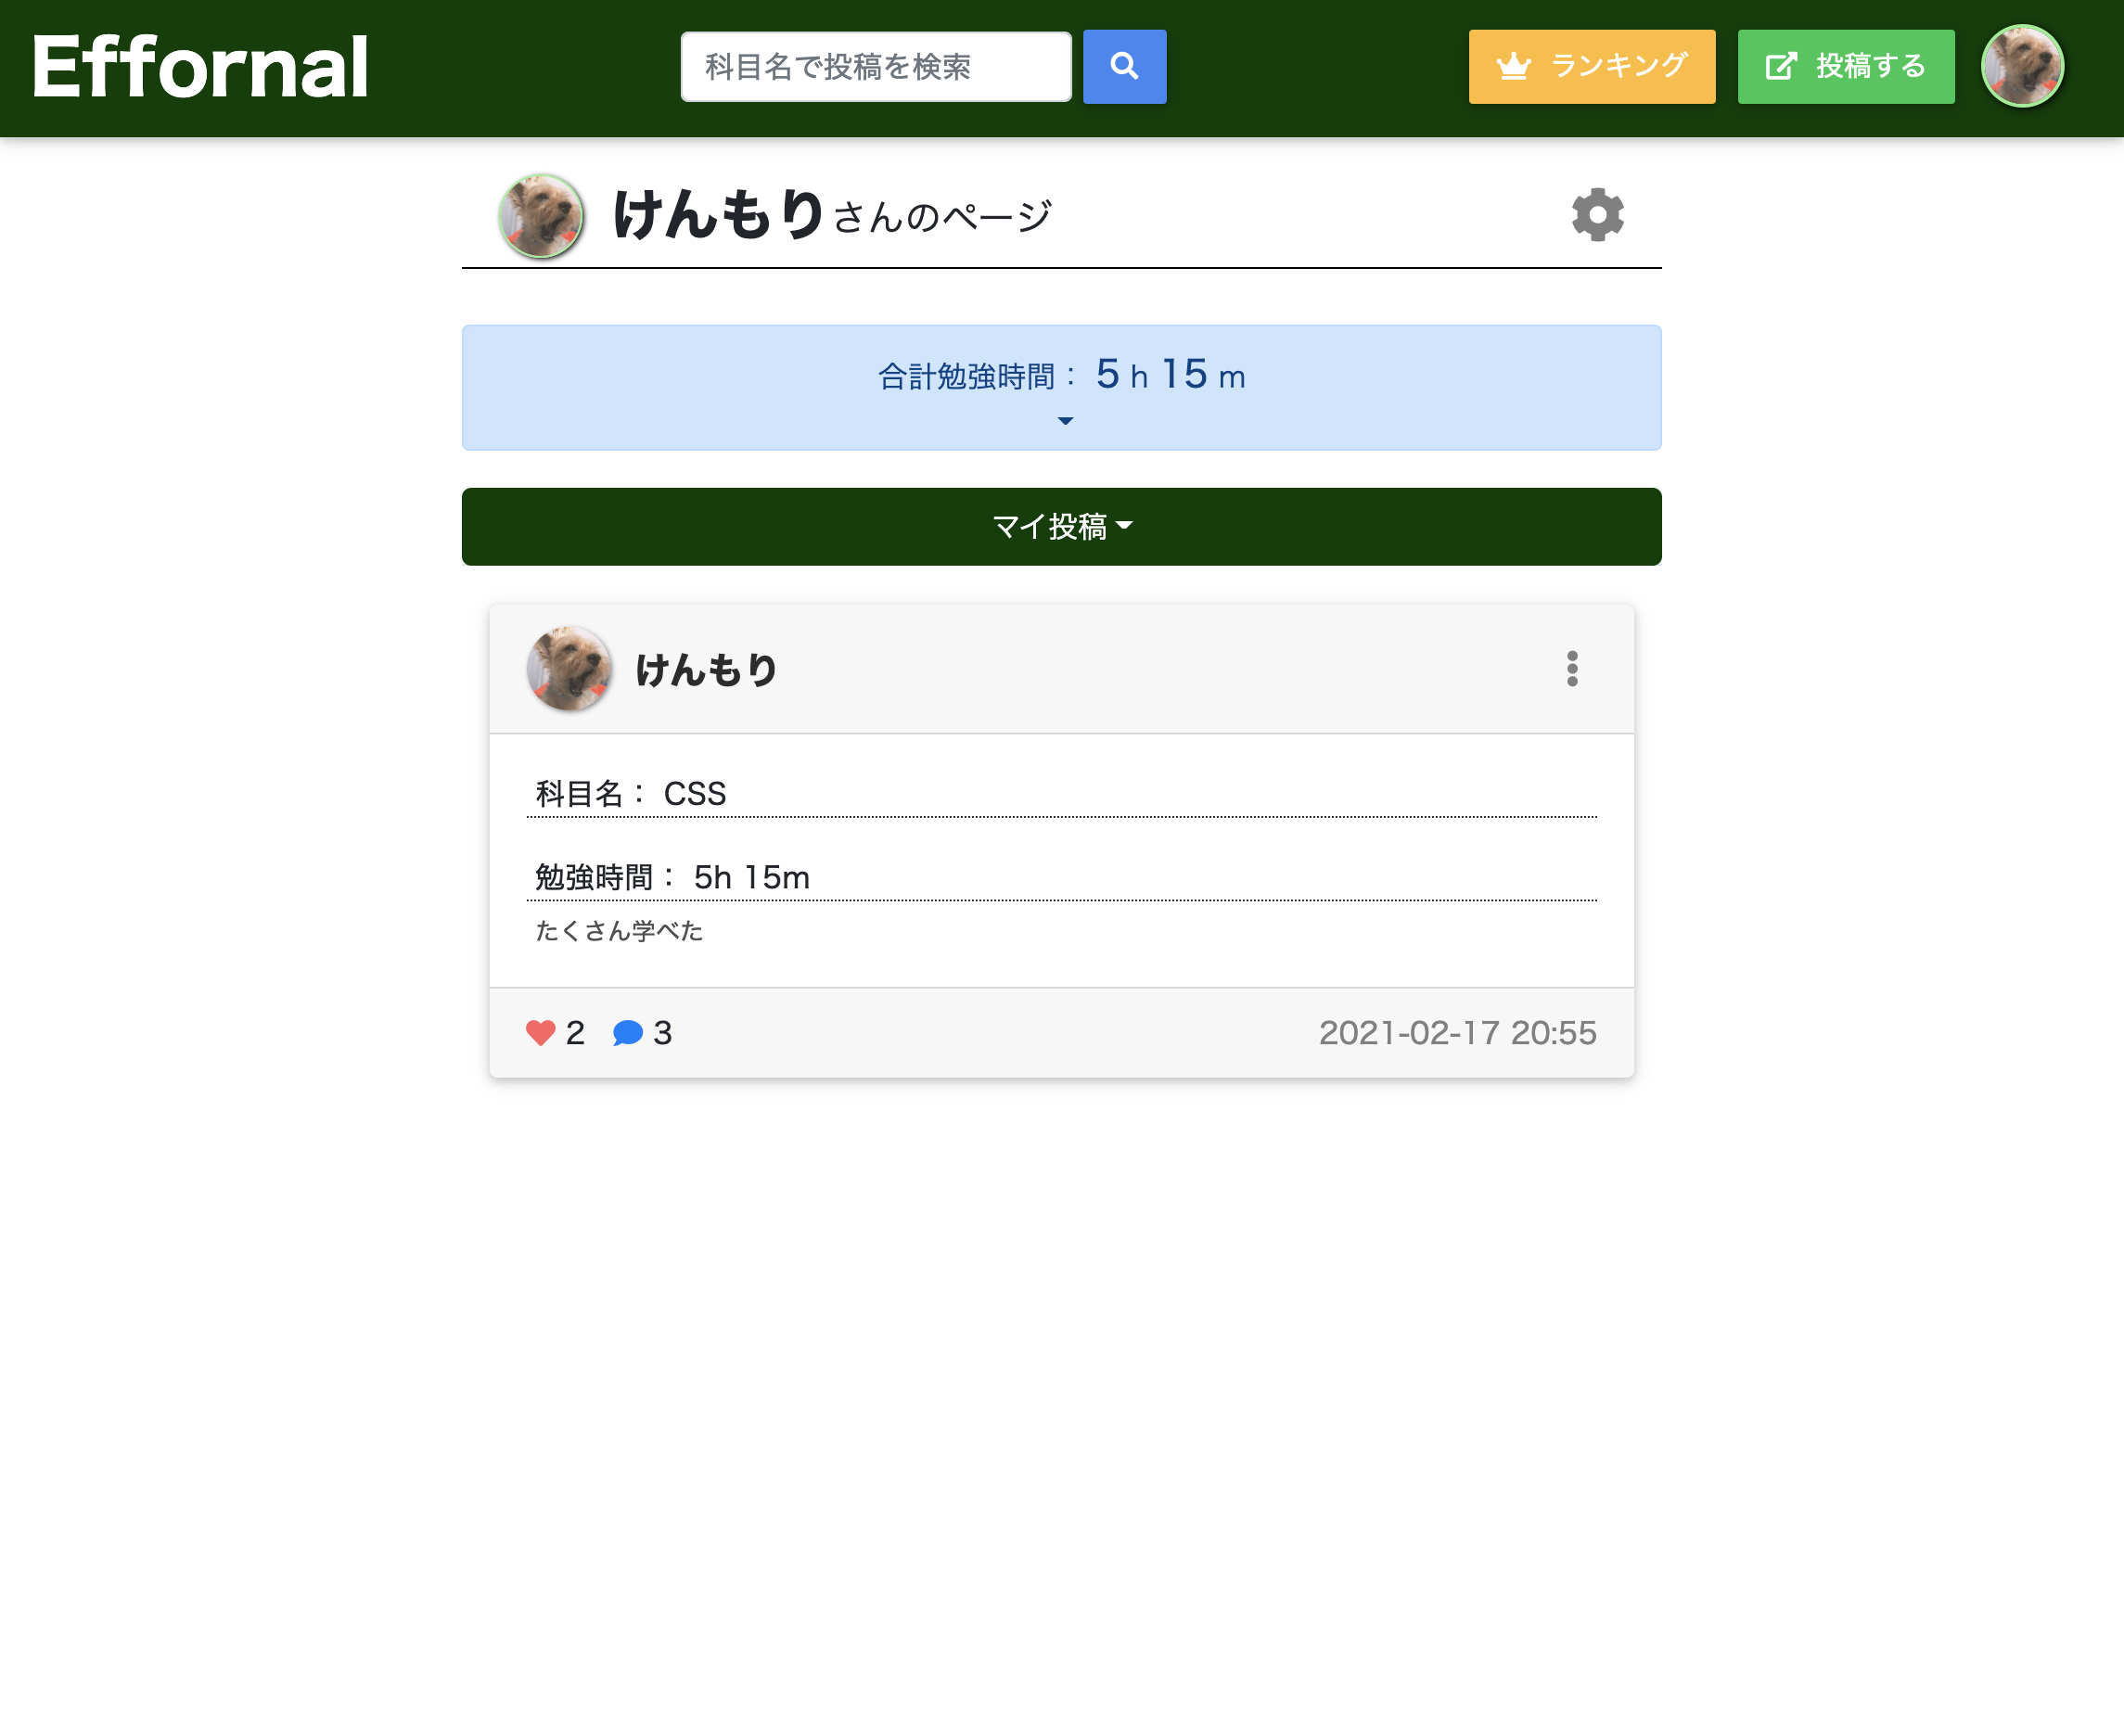 Effornal
科目名で投稿を検索
ランキング
投稿する
けんもりさんのページ
合計勉強時間： 5 h 15 m
マイ投稿
けんもり
科目名： CSS
勉強時間： 5h 15m
たくさん学べた
2 3
2021-02-17 20:55